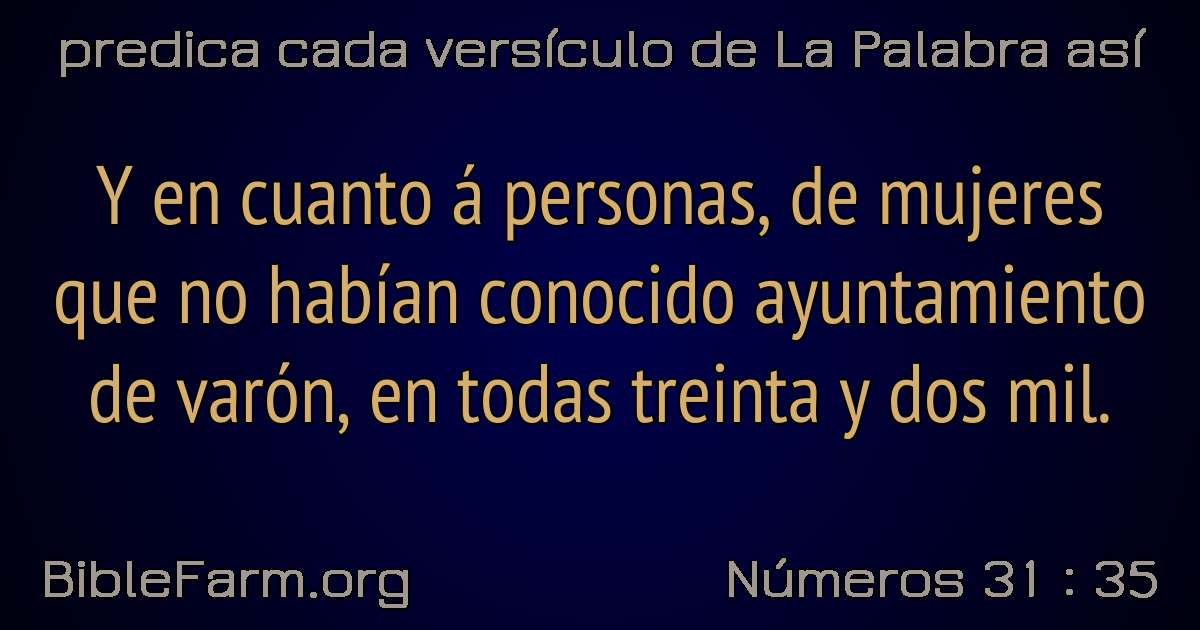 predica cada versículo de La Palabra así
Y en cuanto á personas, de mujeres
que no habían conocido ayuntamiento
de varón, en todas treinta y dos mil.
BibleFarm.org
Números 31 : 35